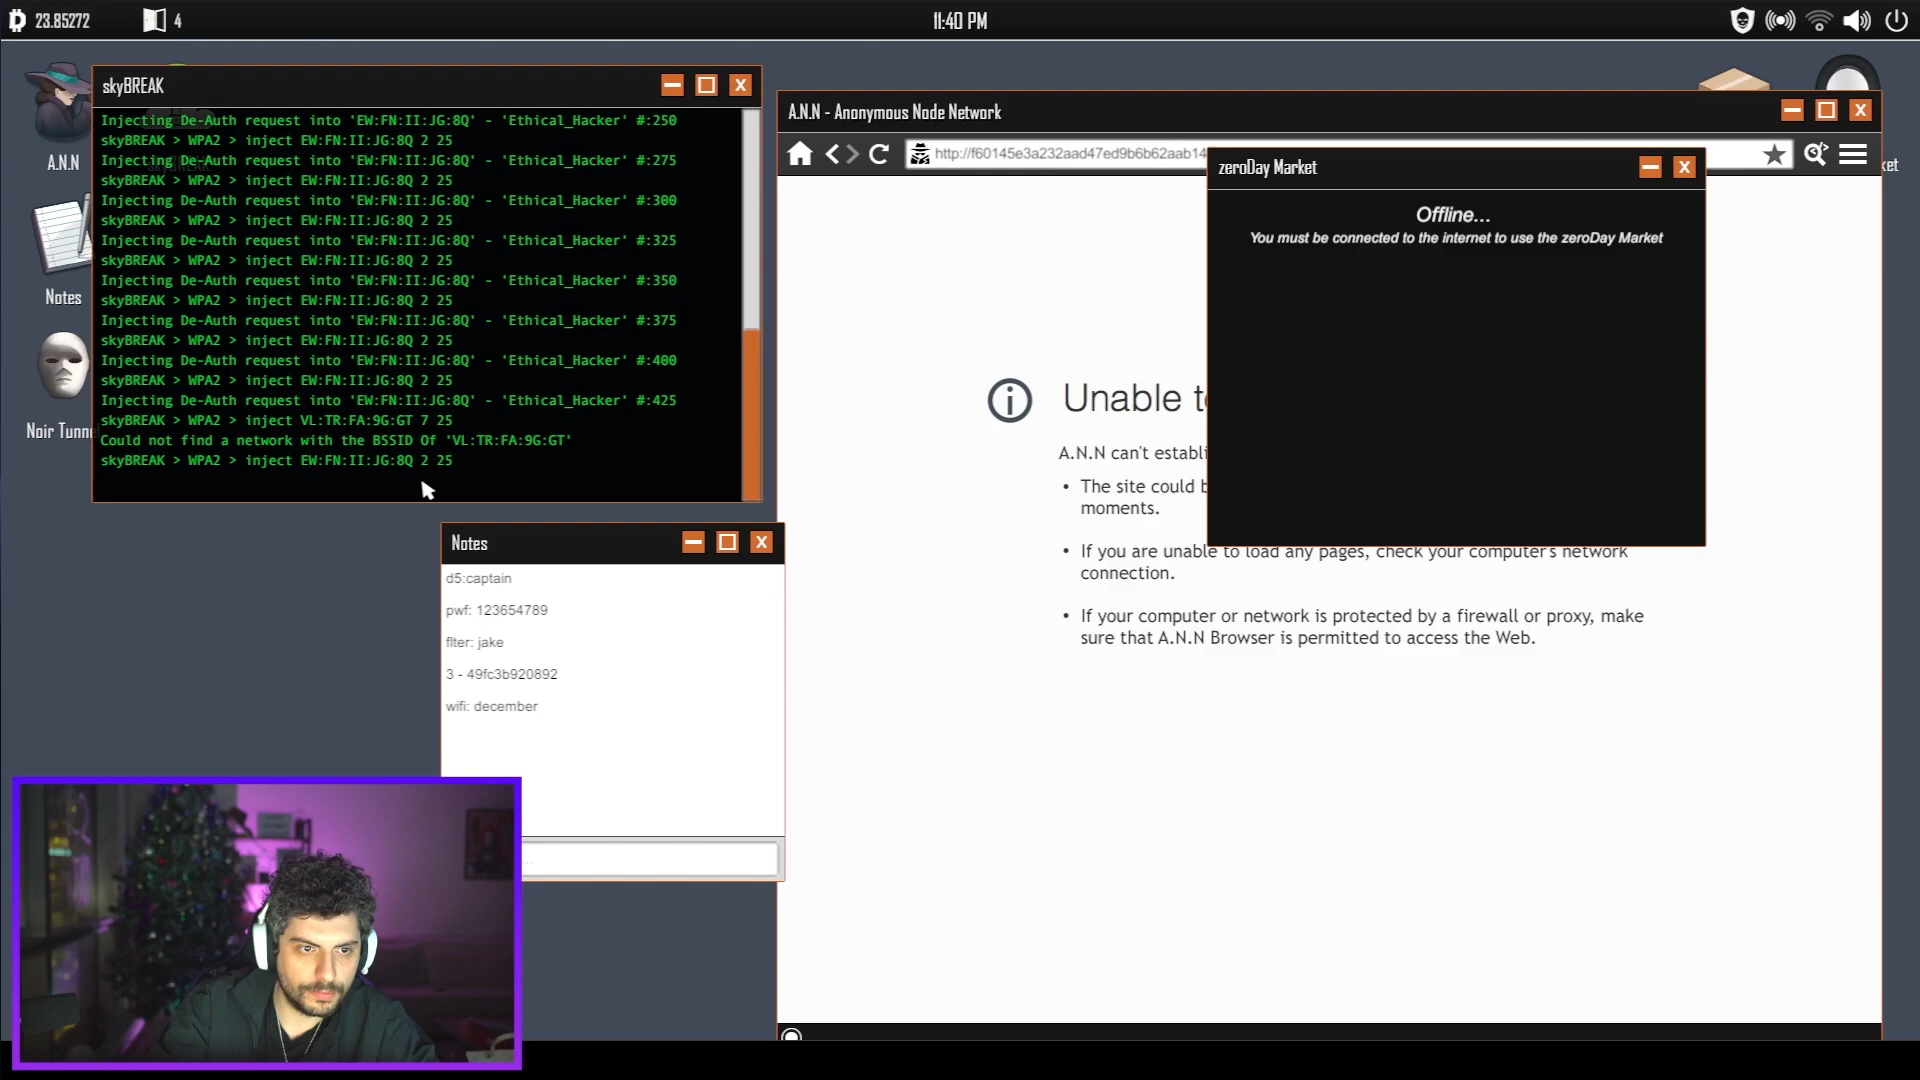 23.85272
4
11:40 PM
skyBREAK
Injecting De-Auth request into 'EW:FN:II:JG:8Q' - 'Ethical_Hacker' #:250
skyBREAK > WPA2 > inject EW:FN:II:JG:8Q 2 25
Injecting De-Auth request into 'EW:FN:II:JG:8Q' - 'Ethical_Hacker' #:275
skyBREAK > WPA2 > inject EW:FN:II:JG:8Q 2 25
Injecting De-Auth request into 'EW:FN:II:JG:8Q' - 'Ethical_Hacker' #:300
skyBREAK > WPA2 > inject EW:FN:II:JG:8Q 2 25
Injecting De-Auth request into 'EW:FN:II:JG:8Q' - 'Ethical_Hacker' #:325
skyBREAK > WPA2 > inject EW:FN:II:JG:8Q 2 25
Injecting De-Auth request into 'EW:FN:II:JG:8Q' - 'Ethical_Hacker' #:350
skyBREAK > WPA2 > inject EW:FN:II:JG:8Q 2 25
Injecting De-Auth request into 'EW:FN:II:JG:8Q' - 'Ethical_Hacker' #:375
skyBREAK > WPA2 > inject EW:FN:II:JG:8Q 2 25
Injecting De-Auth request into 'EW:FN:II:JG:8Q' - 'Ethical_Hacker' #:400
skyBREAK > WPA2 > inject EW:FN:II:JG:8Q 2 25
Injecting De-Auth request into 'EW:FN:II:JG:8Q' - 'Ethical_Hacker' #:425
skyBREAK > WPA2 > inject VL:TR:FA:9G:GT 7 25
Could not find a network with the BSSID Of 'VL:TR:FA:9G:GT'
skyBREAK > WPA2 > inject EW:FN:II:JG:8Q 2 25
A.N.N
Notes
Noir Tunne
Notes
d5:captain
pwf: 123654789
flter: jake
3 - 49fc3b920892
wifi: december
A.N.N - Anonymous Node Network
http://f60145e3a232aad47ed9b6b62aab14
ket
zeroDay Market
Offline...
You must be connected to the internet to use the zeroDay Market
Unable t
A.N.N can't establi
• The site could b
moments.
• If you are unable to load any pages, check your computer's network
connection.
• If your computer or network is protected by a firewall or proxy, make
sure that A.N.N Browser is permitted to access the Web.